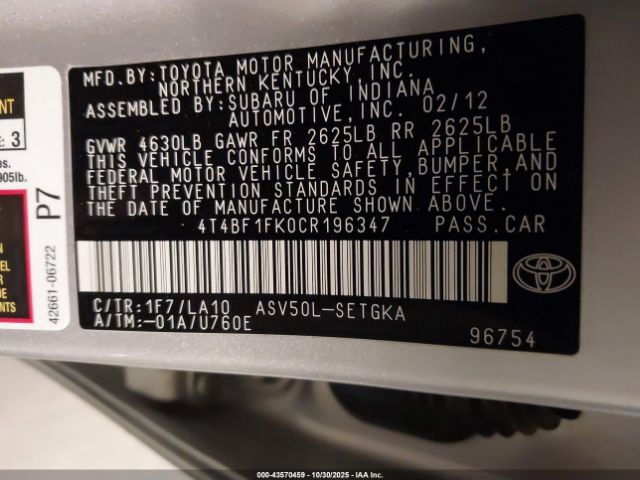 MFD.BY:TOYOTA MOTOR MANUFACTURING,
NORTHERN KENTUCKY,INC.
ASSEMBLED BY:SUBARU OF INDIANA
AUTOMOTIVE,INC. 02/12
GVWR 4630LB GAWR FR 2625LB RR 2625LB
THIS VEHICLE CONFORMS TO ALL APPLICABLE
FEDERAL MOTOR VEHICLE SAFETY,BUMPER,AND
THEFT PREVENTION STANDARDS IN EFFECT ON
THE DATE OF MANUFACTURE SHOWN ABOVE.
4T4BF1FK0CR196347 PASS.CAR
C/TR:1F7/LA10 ASV50L-SETGKA
A/TM:-01A/U760E
96754
: 3
905lb.
P7
42661-06722
000-43570459 - 10/30/2025 - IAA Inc.